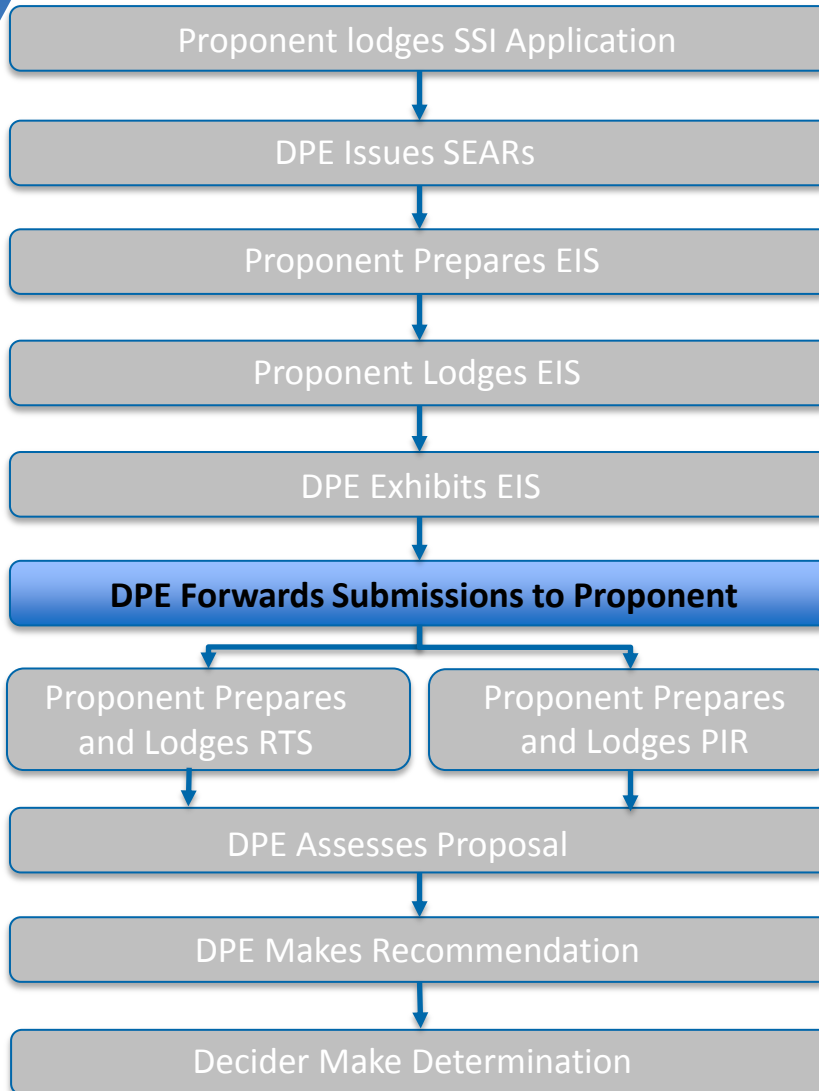 Proponent lodges SSI Application
DPE Issues SEARs
Proponent Prepares EIS
Proponent Lodges EIS
DPE Exhibits EIS
DPE Forwards Submissions to Proponent
Proponent Prepares
and Lodges RTS
Proponent Prepares
and Lodges PIR
DPE Assesses Proposal
DPE Makes Recommendation
Decider Make Determination